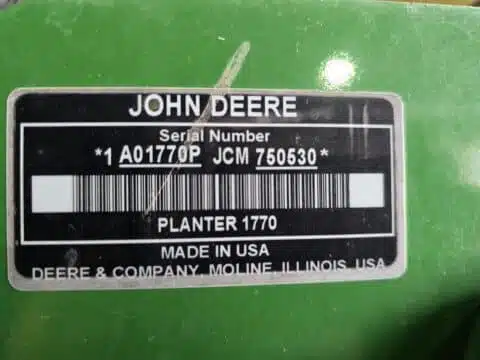 JOHN DEERE
Serial Number
*1 A01770P JCM 750530*
PLANTER 1770
MADE IN USA
DEERE & COMPANY, MOLINE, ILLINOIS, USA